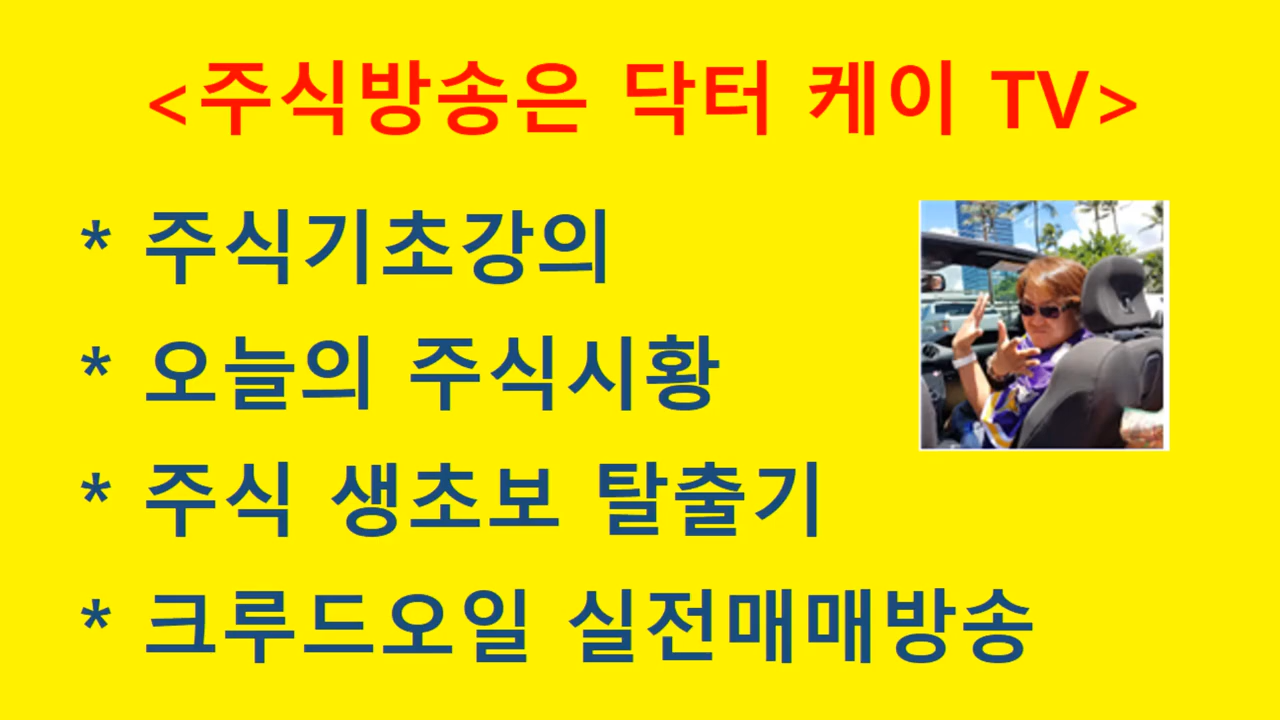 <주식방송은 닥터 케이 TV>
* 주식기초강의
* 오늘의 주식시황
* 주식 생초보 탈출기
* 크루드오일 실전매매방송